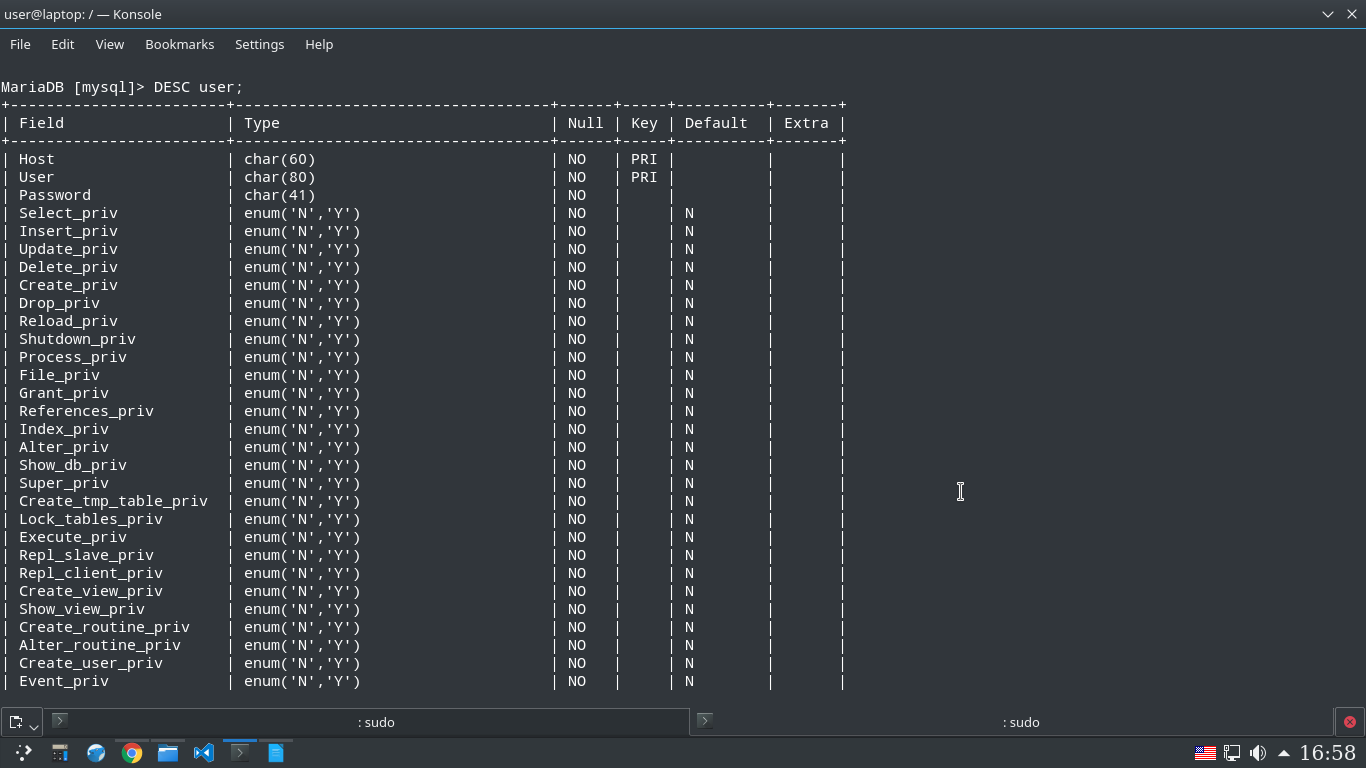 user@laptop: / — Konsole
File Edit View Bookmarks Settings Help
MariaDB [mysql]> DESC user;
+------------------------+-----------------------------------+------+-----+----------+-------+
| Field                  | Type                              | Null | Key | Default  | Extra |
+------------------------+-----------------------------------+------+-----+----------+-------+
| Host                   | char(60)                          | NO   | PRI |          |       |
| User                   | char(80)                          | NO   | PRI |          |       |
| Password               | char(41)                          | NO   |     |          |       |
| Select_priv            | enum('N','Y')                     | NO   |     | N        |       |
| Insert_priv            | enum('N','Y')                     | NO   |     | N        |       |
| Update_priv            | enum('N','Y')                     | NO   |     | N        |       |
| Delete_priv            | enum('N','Y')                     | NO   |     | N        |       |
| Create_priv            | enum('N','Y')                     | NO   |     | N        |       |
| Drop_priv              | enum('N','Y')                     | NO   |     | N        |       |
| Reload_priv            | enum('N','Y')                     | NO   |     | N        |       |
| Shutdown_priv          | enum('N','Y')                     | NO   |     | N        |       |
| Process_priv           | enum('N','Y')                     | NO   |     | N        |       |
| File_priv              | enum('N','Y')                     | NO   |     | N        |       |
| Grant_priv             | enum('N','Y')                     | NO   |     | N        |       |
| References_priv        | enum('N','Y')                     | NO   |     | N        |       |
| Index_priv             | enum('N','Y')                     | NO   |     | N        |       |
| Alter_priv             | enum('N','Y')                     | NO   |     | N        |       |
| Show_db_priv           | enum('N','Y')                     | NO   |     | N        |       |
| Super_priv             | enum('N','Y')                     | NO   |     | N        |       |
| Create_tmp_table_priv  | enum('N','Y')                     | NO   |     | N        |       |
| Lock_tables_priv       | enum('N','Y')                     | NO   |     | N        |       |
| Execute_priv           | enum('N','Y')                     | NO   |     | N        |       |
| Repl_slave_priv        | enum('N','Y')                     | NO   |     | N        |       |
| Repl_client_priv       | enum('N','Y')                     | NO   |     | N        |       |
| Create_view_priv       | enum('N','Y')                     | NO   |     | N        |       |
| Show_view_priv         | enum('N','Y')                     | NO   |     | N        |       |
| Create_routine_priv    | enum('N','Y')                     | NO   |     | N        |       |
| Alter_routine_priv     | enum('N','Y')                     | NO   |     | N        |       |
| Create_user_priv       | enum('N','Y')                     | NO   |     | N        |       |
| Event_priv             | enum('N','Y')                     | NO   |     | N        |       |
: sudo : sudo
16:58